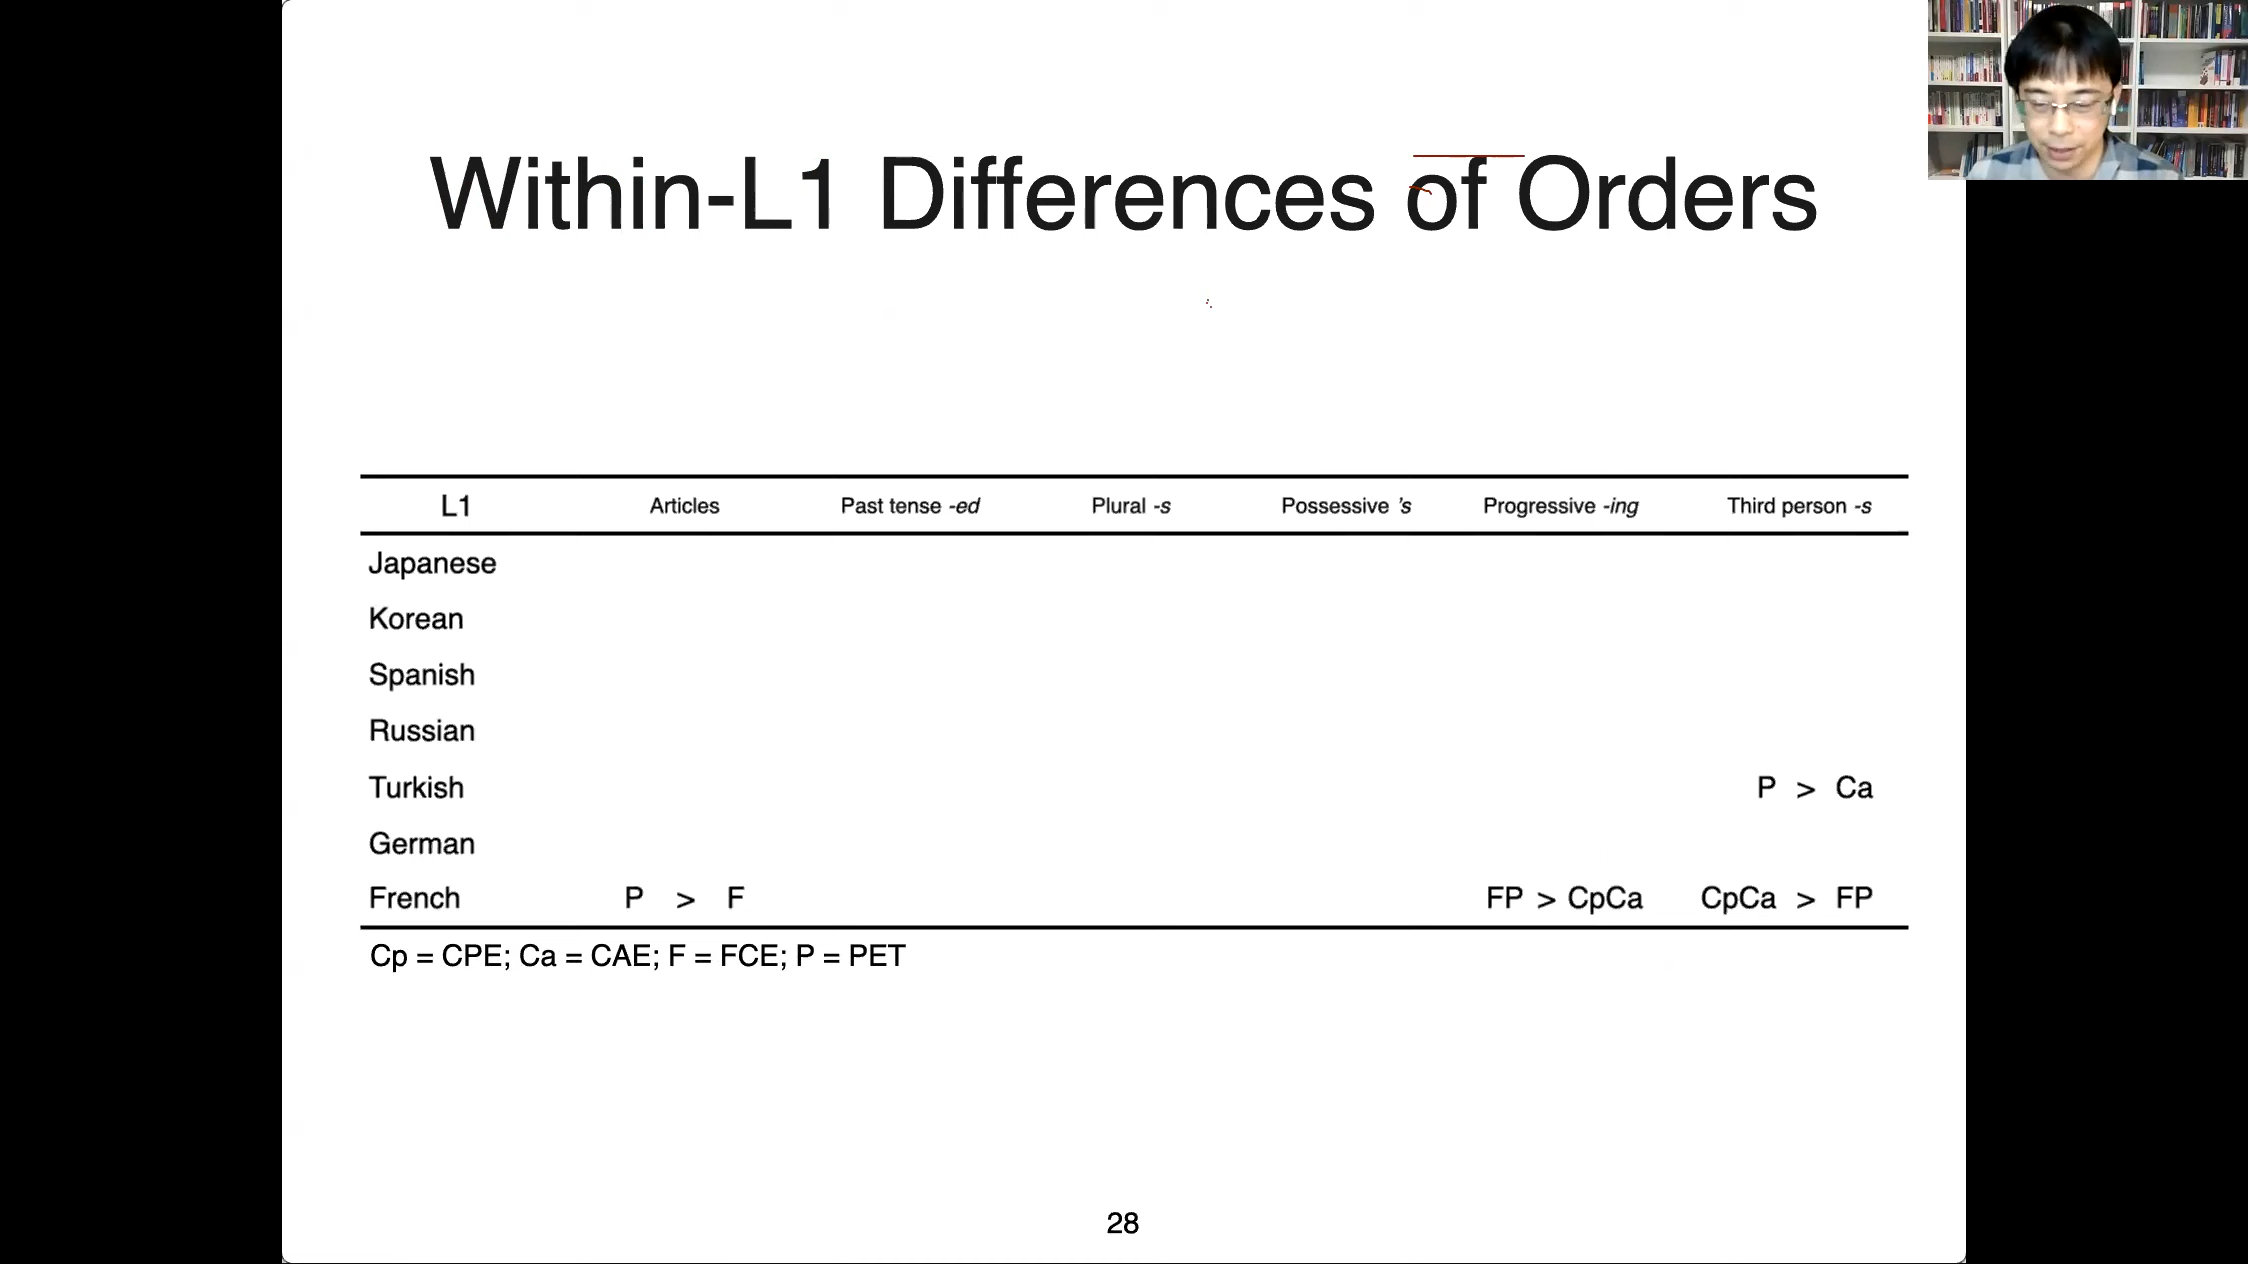 Within-L1 Differences of Orders
L1 Articles Past tense -ed Plural -s Possessive 's Progressive -ing Third person -s
Japanese
Korean
Spanish
Russian
Turkish P > Ca
German
French P > F FP > CpCa CpCa > FP
Cp = CPE; Ca = CAE; F = FCE; P = PET
28